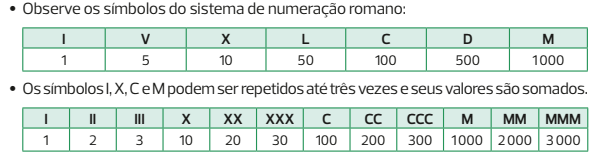 • Observe os símbolos do sistema de numeração romano:
I V X L C D M
1 5 10 50 100 500 1000
• Os símbolos I, X, C e M podem ser repetidos até três vezes e seus valores são somados.
I II III X XX XXX C CC CCC M MM MMM
1 2 3 10 20 30 100 200 300 1000 2000 3000